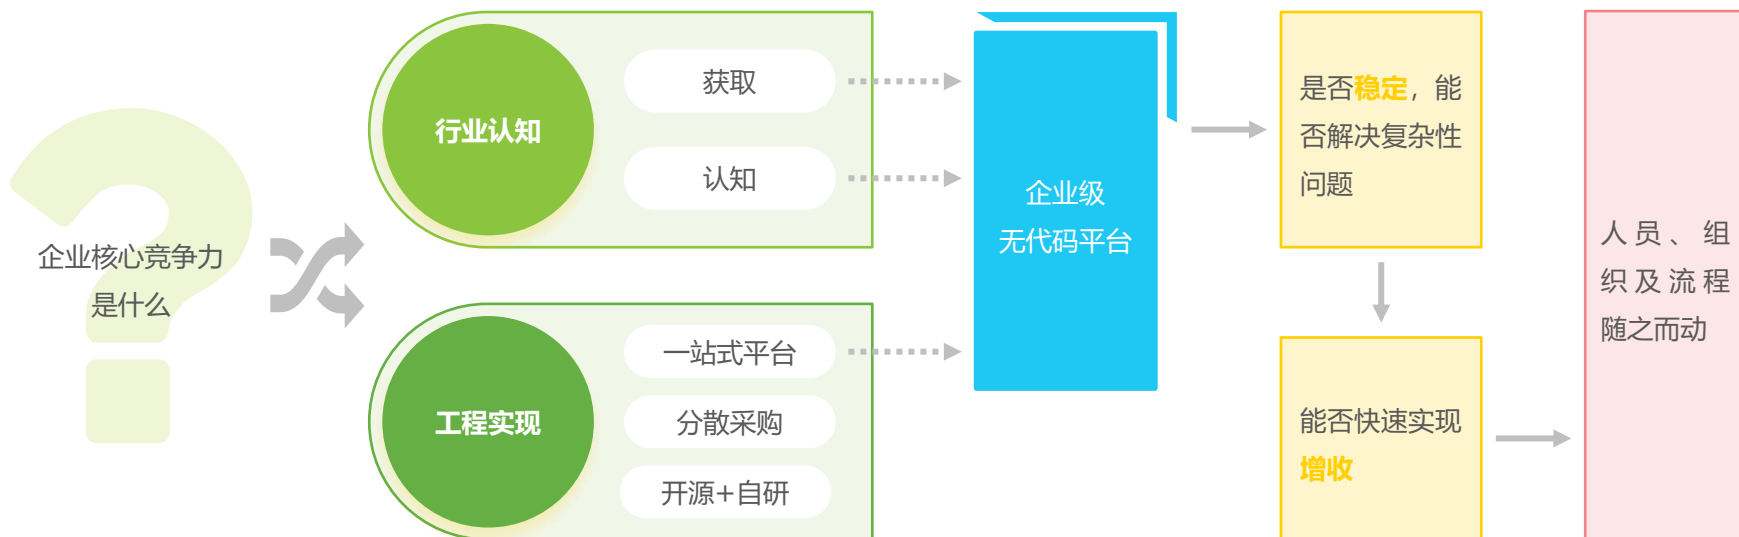 企业核心竞争力
是什么
行业认知
获取
认知
工程实现
一站式平台
分散采购
开源+自研
企业级
无代码平台
是否稳定，能
否解决复杂性
问题
能否快速实现
增收
人员、组
织及流程
随之而动